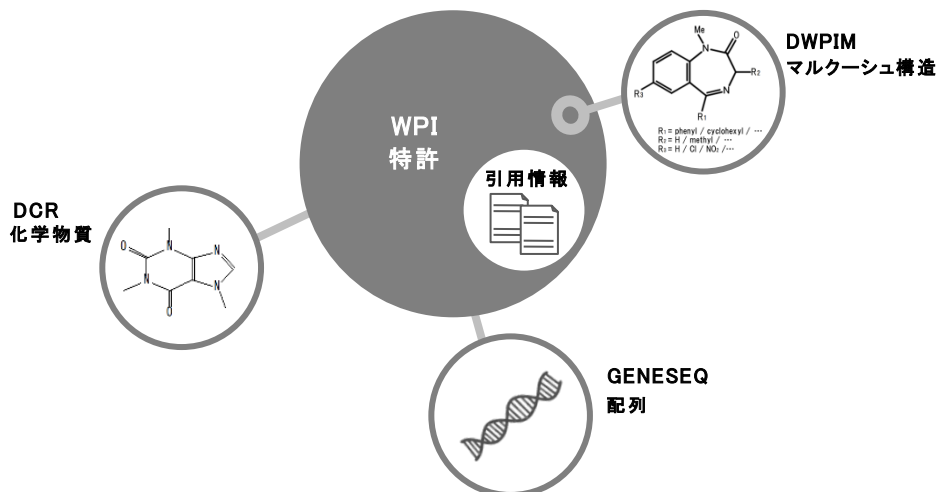 WPI
特許
引用情報
DWPIM
マルクーシュ構造
Me
N
O
R₂
N
R₃
R₁
R₁= phenyl / cyclohexyl / …
R₂= H / methyl / …
R₃= H / Cl / NO₂ /…
DCR
化学物質
O
N
N
N
N
O
GENESEQ
配列